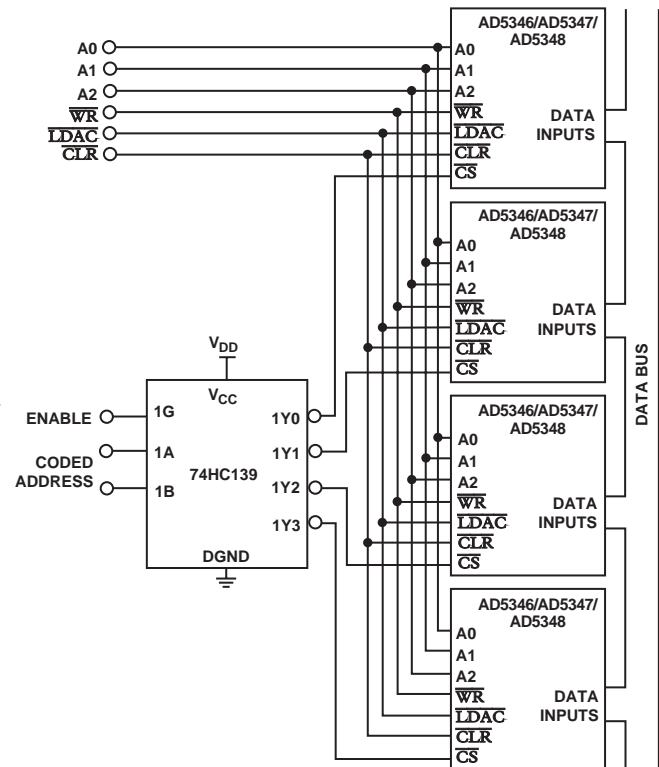 A0
A1
A2
WR
LDAC
CLR
AD5346/AD5347/
AD5348
A0
A1
A2
WR
LDAC
CLR
CS
DATA
INPUTS
AD5346/AD5347/
AD5348
A0
A1
A2
WR
LDAC
CLR
CS
DATA
INPUTS
VDD
VCC
ENABLE
CODED
ADDRESS
1G
1A
1B
74HC139
1Y0
1Y1
1Y2
1Y3
DGND
AD5346/AD5347/
AD5348
A0
A1
A2
WR
LDAC
CLR
CS
DATA
INPUTS
AD5346/AD5347/
AD5348
A0
A1
A2
WR
LDAC
CLR
CS
DATA
INPUTS
DATA BUS